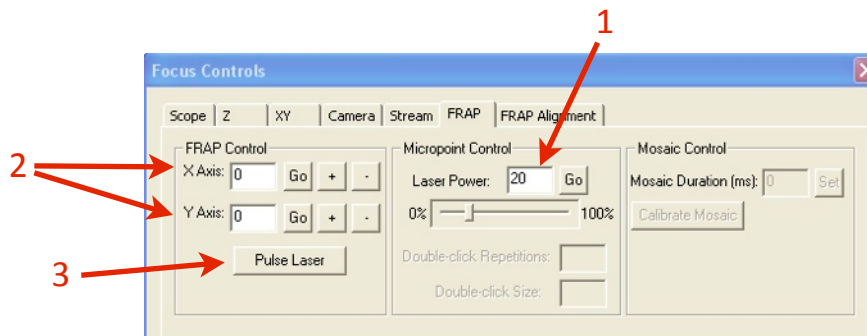 1
Focus Controls
Scope Z XY Camera Stream FRAP FRAP Alignment
FRAP Control
2
X Axis: 0 Go + -
Y Axis: 0 Go + -
3
Pulse Laser
Micropoint Control
Laser Power: 20 Go
0% 100%
Double-click Repetitions:
Double-click Size:
Mosaic Control
Mosaic Duration (ms): 0 Set
Calibrate Mosaic